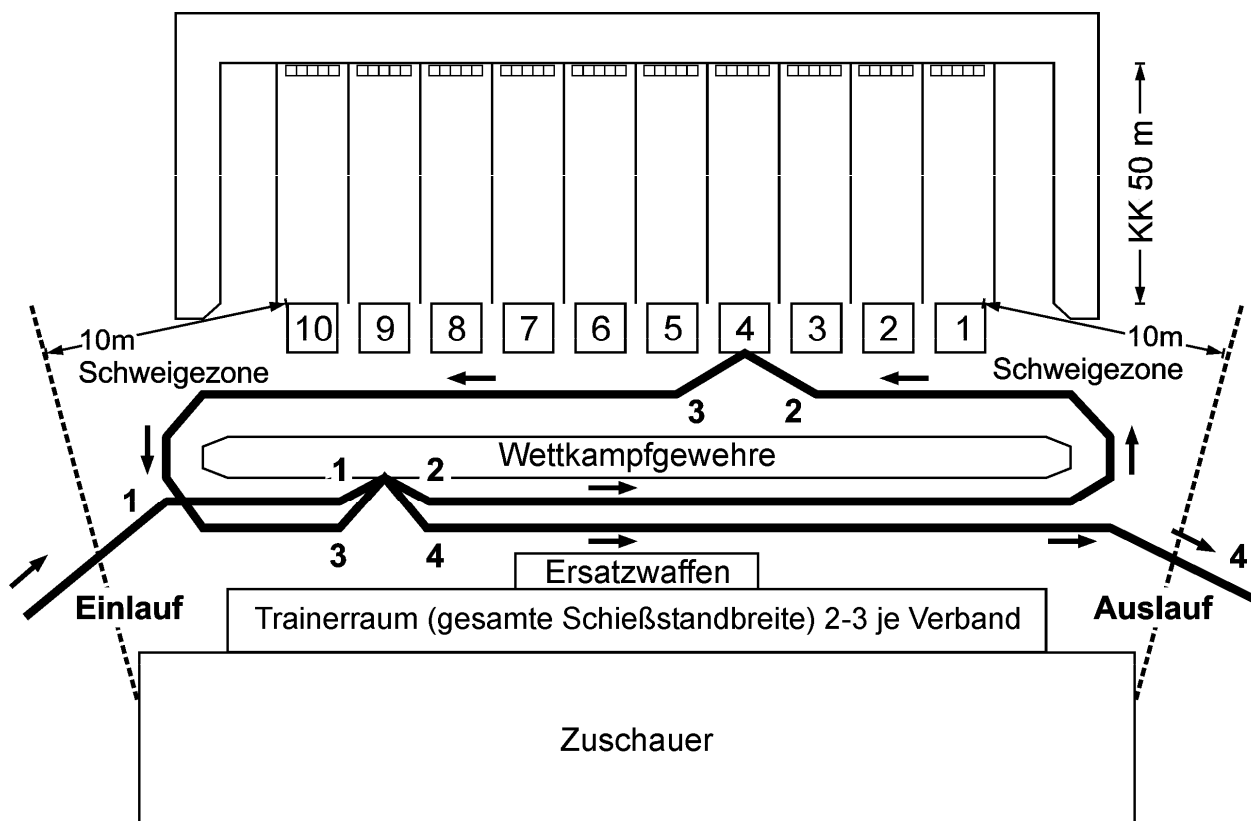 KK 50 m
10 9 8 7 6 5 4 3 2 1
10m
Schweigezone
10m
Schweigezone
3 2
Wettkampfgewehre
1 1 2
3 4
4
Ersatzwaffen
Einlauf
Trainerraum (gesamte Schießstandbreite) 2-3 je Verband
Auslauf
Zuschauer